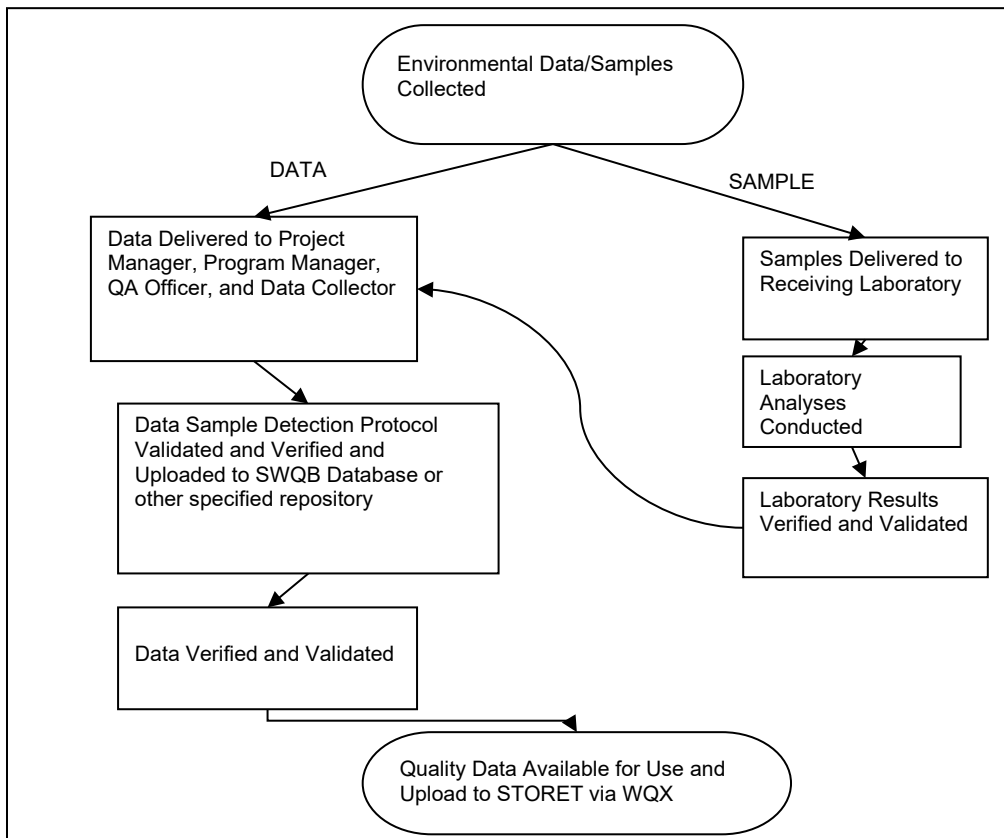 Environmental Data/Samples
Collected
DATA
SAMPLE
Data Delivered to Project
Manager, Program Manager,
QA Officer, and Data Collector
Samples Delivered to
Receiving Laboratory
Laboratory
Analyses
Conducted
Data Sample Detection Protocol
Validated and Verified and
Uploaded to SWQB Database or
other specified repository
Laboratory Results
Verified and Validated
Data Verified and Validated
Quality Data Available for Use and
Upload to STORET via WQX